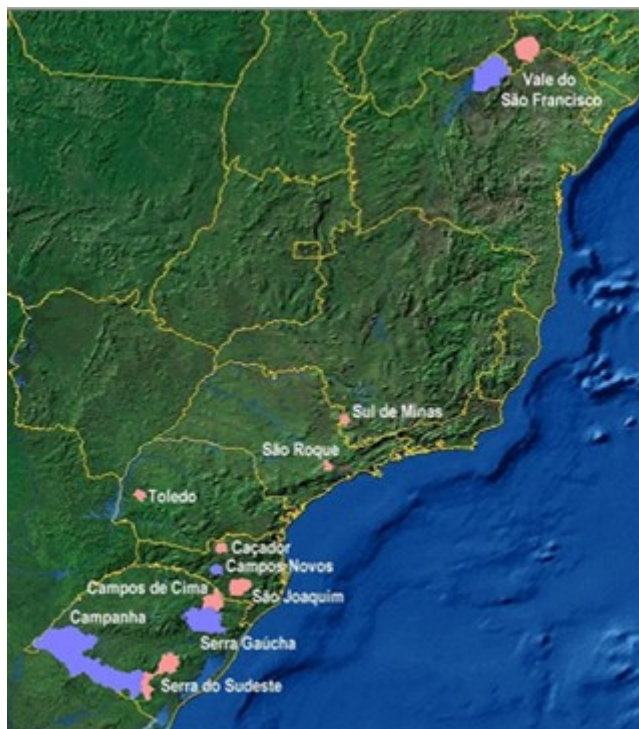 Vale do
São Francisco
Sul de Minas
São Roque
Toledo
Caçador
Campos Novos
Campos de Cima
São Joaquim
Campanha
Serra Gaúcha
Serra do Sudeste